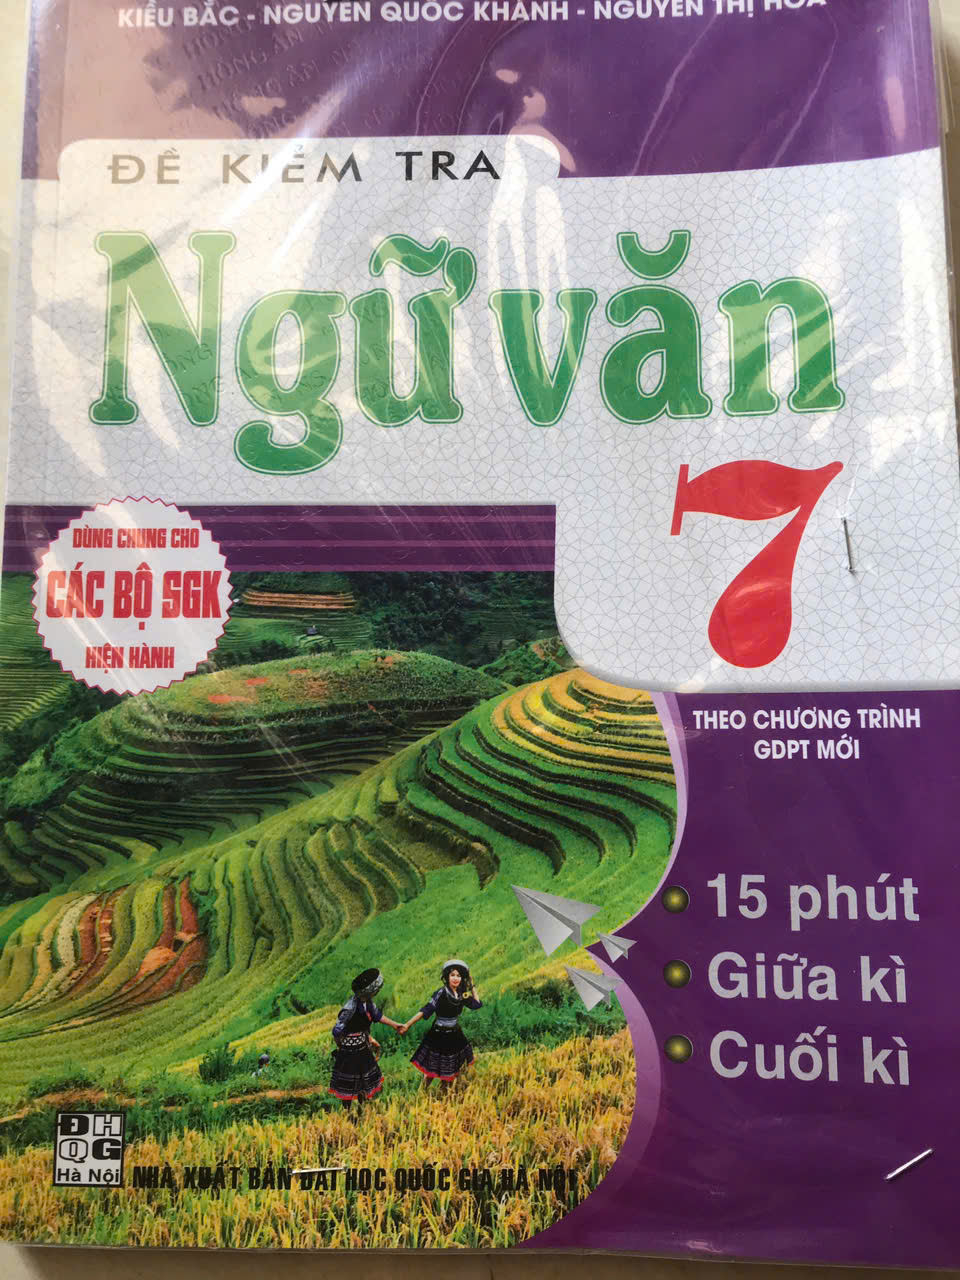 KIỀU BẮC - NGUYỄN QUỐC KHÁNH - NGUYỄN THỊ HOA
ĐỀ KIỂM TRA
Ngữ văn
7
DÙNG CHUNG CHO
CÁC BỘ SGK
HIỆN HÀNH
THEO CHƯƠNG TRÌNH
GDPT MỚI
15 phút
Giữa kì
Cuối kì
ĐH
QG
Hà Nội
NHÀ XUẤT BẢN ĐẠI HỌC QUỐC GIA HÀ NỘI